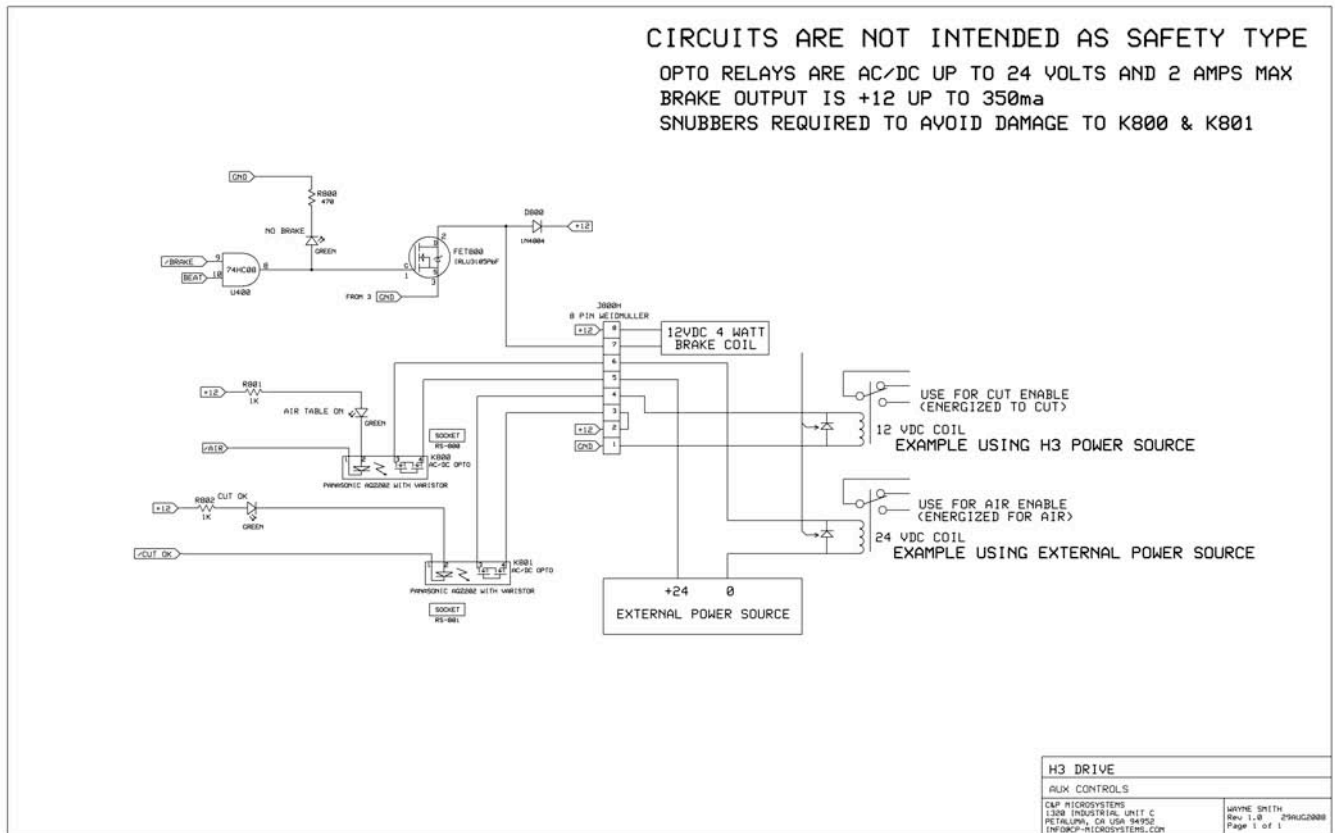 CIRCUITS ARE NOT INTENDED AS SAFETY TYPE
OPTO RELAYS ARE AC/DC UP TO 24 VOLTS AND 2 AMPS MAX
BRAKE OUTPUT IS +12 UP TO 350ma
SNUBBERS REQUIRED TO AVOID DAMAGE TO K800 & K801
GND
R800
470
NO BRAKE
GREEN
D800
+12
1N4004
2
D
FET800
G
1
S
3
/BRAKE
9
BEAT
10
74HC08
8
U400
FROM 3
GND
J800H
8 PIN WEIDMULLER
+12
8
7
6
5
4
3
2
1
+12
GND
12VDC 4 WATT
BRAKE COIL
+12
R801
1K
AIR TABLE ON
GREEN
/AIR
SOCKET
RS-800
1
2
3
4
K800
AC/DC OPTO
PANASONIC AQZ202 WITH VARISTOR
+12
R802
1K
CUT OK
GREEN
/CUT OK
1
2
3
4
K801
AC/DC OPTO
PANASONIC AQZ202 WITH VARISTOR
SOCKET
RS-801
USE FOR CUT ENABLE
(ENERGIZED TO CUT)
12 VDC COIL
EXAMPLE USING H3 POWER SOURCE
USE FOR AIR ENABLE
(ENERGIZED FOR AIR)
24 VDC COIL
EXAMPLE USING EXTERNAL POWER SOURCE
+24 0
EXTERNAL POWER SOURCE
H3 DRIVE
AUX CONTROLS
C&P MICROSYSTEMS
1320 INDUSTRIAL UNIT C
PETALUMA, CA USA 94952
INFO@CP-MICROSYSTEMS.COM
WAYNE SMITH
Rev 1.0 29AUG2008
Page 1 of 1